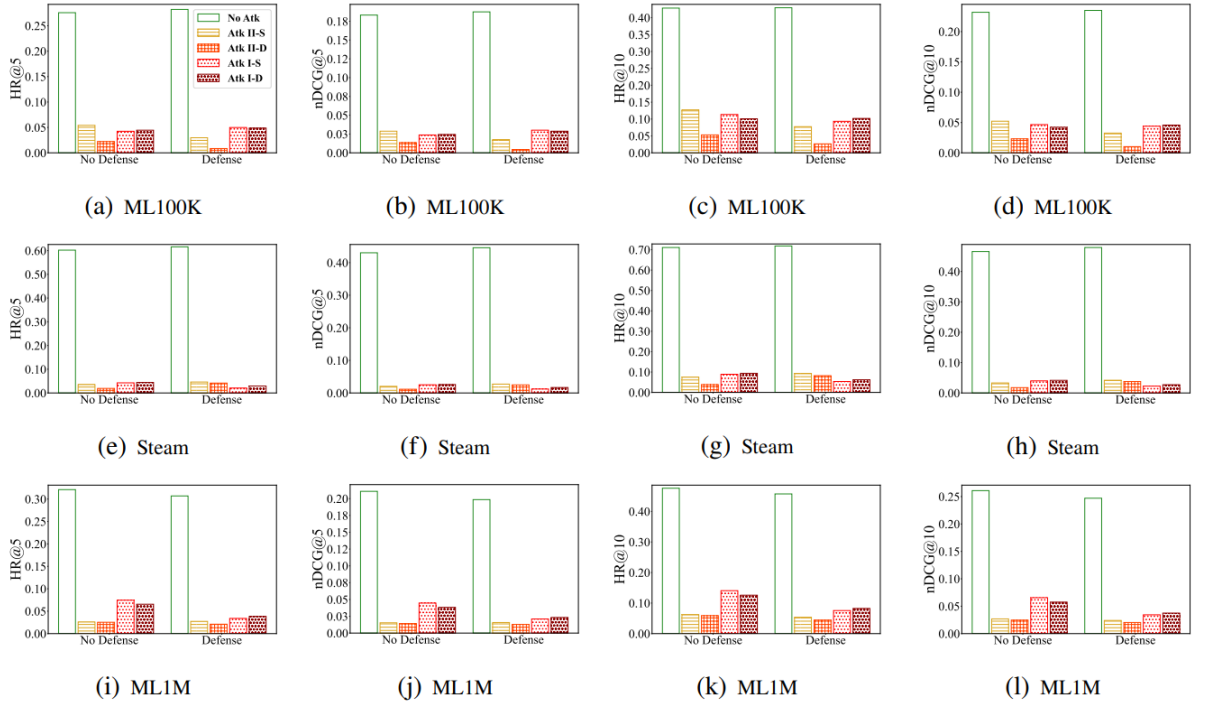 HR@5
0.25
0.20
0.15
0.10
0.05
0.00
No Defense
Defense
No Atk
Atk II-S
Atk II-D
Atk I-S
Atk I-D
nDCG@5
0.18
0.15
0.12
0.10
0.08
0.05
0.03
0.00
No Defense
Defense
HR@10
0.40
0.35
0.30
0.25
0.20
0.15
0.10
0.05
0.00
No Defense
Defense
nDCG@10
0.20
0.15
0.10
0.05
0.00
No Defense
Defense
(a) ML100K
(b) ML100K
(c) ML100K
(d) ML100K
HR@5
0.60
0.50
0.40
0.30
0.20
0.10
0.00
No Defense
Defense
nDCG@5
0.40
0.30
0.20
0.10
0.00
No Defense
Defense
HR@10
0.70
0.60
0.50
0.40
0.30
0.20
0.10
0.00
No Defense
Defense
nDCG@10
0.40
0.30
0.20
0.10
0.00
No Defense
Defense
(e) Steam
(f) Steam
(g) Steam
(h) Steam
HR@5
0.30
0.25
0.20
0.15
0.10
0.05
0.00
No Defense
Defense
nDCG@5
0.20
0.18
0.15
0.12
0.10
0.08
0.05
0.03
0.00
No Defense
Defense
HR@10
0.40
0.30
0.20
0.10
0.00
No Defense
Defense
nDCG@10
0.25
0.20
0.15
0.10
0.05
0.00
No Defense
Defense
(i) ML1M
(j) ML1M
(k) ML1M
(l) ML1M